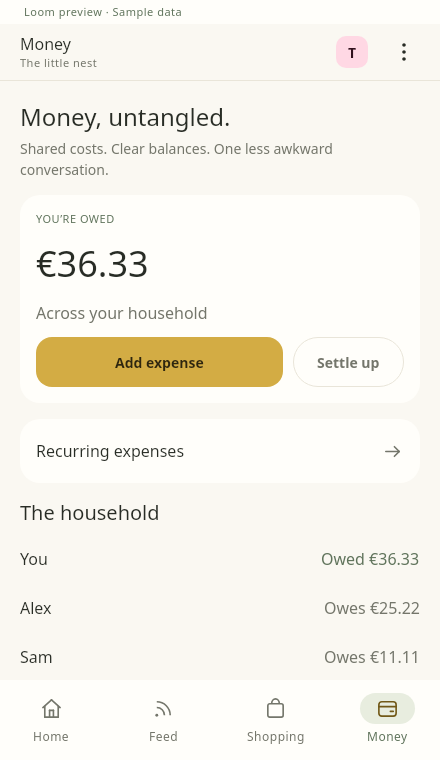 Loom preview · Sample data
Money
The little nest
T
Money, untangled.
Shared costs. Clear balances. One less awkward
conversation.
YOU’RE OWED
€36.33
Across your household
Add expense
Settle up
Recurring expenses
The household
You
Owed €36.33
Alex
Owes €25.22
Sam
Owes €11.11
Home
Feed
Shopping
Money